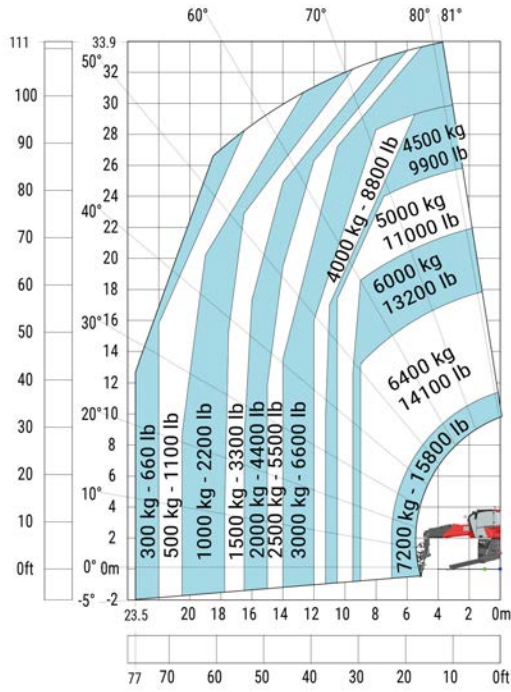 60°
70°
80°
81°
111
33.9
50°
32
100
30
90
28
26
80
24
40°
22
70
20
60
18
16
50
30°
14
40
12
20°
10
30
8
20
6
10°
4
10
2
0ft
0°
0m
-5°
-2
4500 kg
9900 lb
4000 kg - 8800 lb
5000 kg
11000 lb
6000 kg
13200 lb
6400 kg
14100 lb
7200 kg - 15800 lb
300 kg - 660 lb
500 kg - 1100 lb
1000 kg - 2200 lb
1500 kg - 3300 lb
2000 kg - 4400 lb
2500 kg - 5500 lb
3000 kg - 6600 lb
23.5 20 18 16 14 12 10 8 6 4 2 0m
77 70 60 50 40 30 20 10 0ft